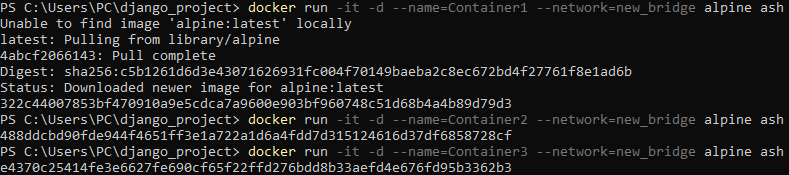 PS C:\Users\PC\django_project> docker run -it -d --name=Container1 --network=new_bridge alpine ash
Unable to find image 'alpine:latest' locally
latest: Pulling from library/alpine
4abcf2066143: Pull complete
Digest: sha256:c5b1261d6d3e43071626931fc004f70149baeba2c8ec672bd4f27761f8e1ad6b
Status: Downloaded newer image for alpine:latest
322c44007853bf470910a9e5cdca7a9600e903bf960748c51d68b4a4b89d79d3
PS C:\Users\PC\django_project> docker run -it -d --name=Container2 --network=new_bridge alpine ash
488ddcbd90fde944f4651ff3e1a722a1d6a4fdd7d315124616d37df6858728cf
PS C:\Users\PC\django_project> docker run -it -d --name=Container3 --network=new_bridge alpine ash
e4370c25414fe3e6627fe690cf65f22ffd276bdd8b33aefd4e676fd95b3362b3